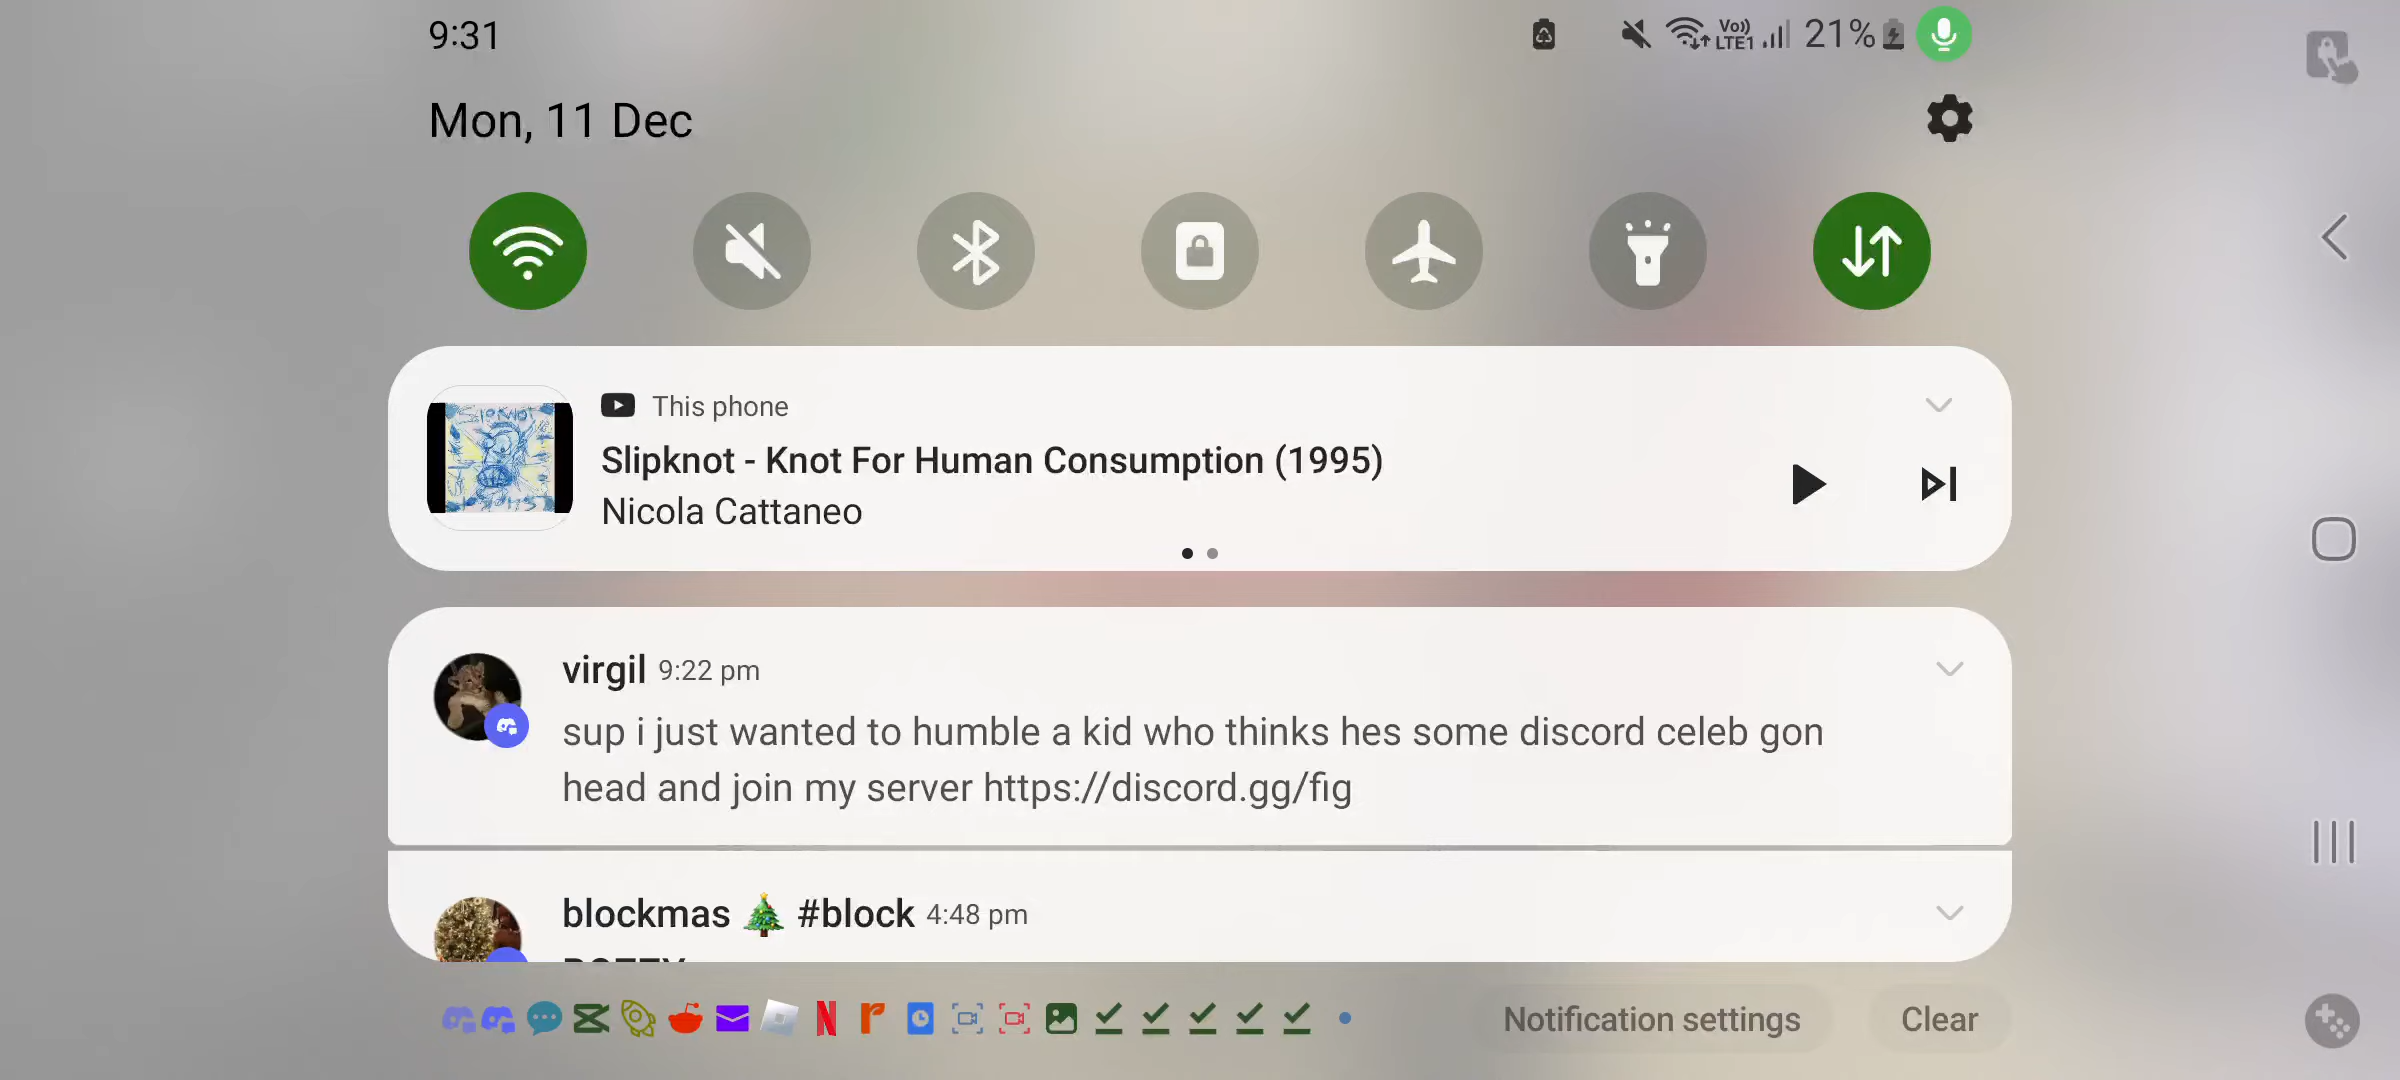 9:31
Vo)) LTE1 21%
Mon, 11 Dec
This phone
Slipknot - Knot For Human Consumption (1995)
Nicola Cattaneo
virgil 9:22 pm
sup i just wanted to humble a kid who thinks hes some discord celeb gon
head and join my server https://discord.gg/fig
blockmas 🎄 #block 4:48 pm
Notification settings Clear